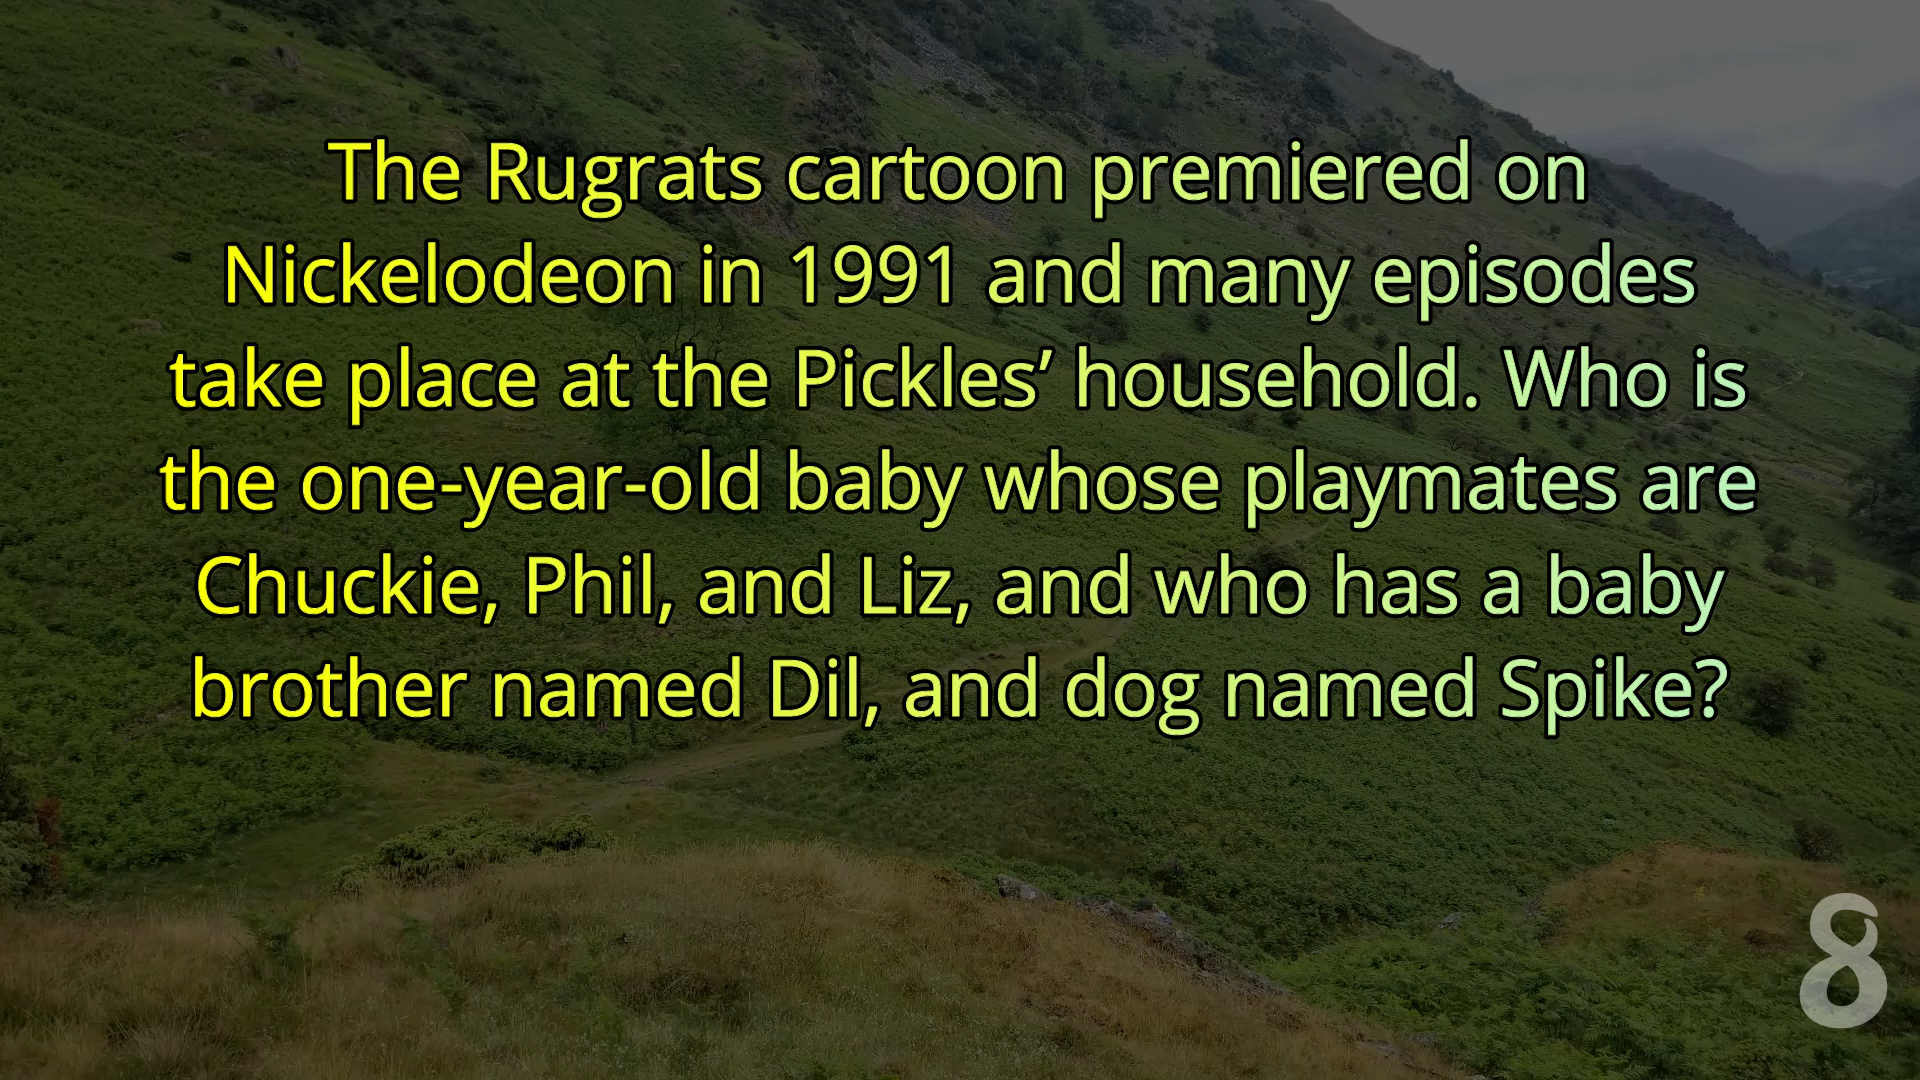 The Rugrats cartoon premiered on
Nickelodeon in 1991 and many episodes
take place at the Pickles’ household. Who is
the one-year-old baby whose playmates are
Chuckie, Phil, and Liz, and who has a baby
brother named Dil, and dog named Spike?
8